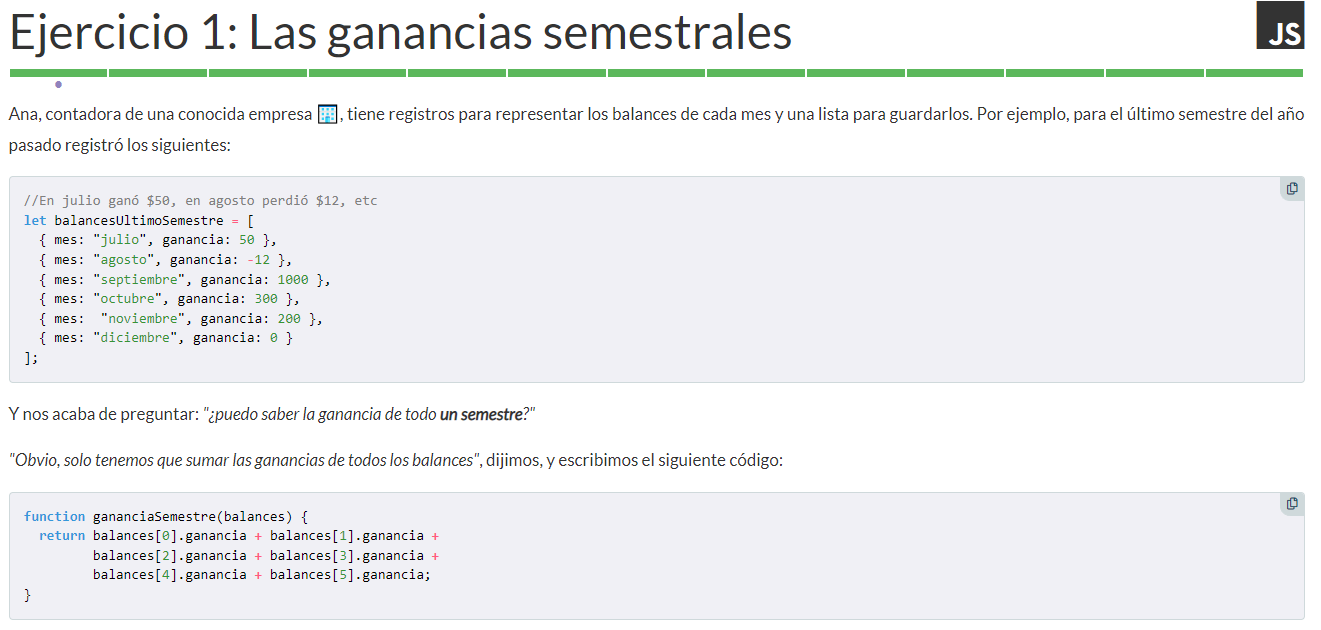 Ejercicio 1: Las ganancias semestrales
JS
Ana, contadora de una conocida empresa 🏢, tiene registros para representar los balances de cada mes y una lista para guardarlos. Por ejemplo, para el último semestre del año
pasado registró los siguientes:
//En julio ganó $50, en agosto perdió $12, etc
let balancesUltimoSemestre = [
  { mes: "julio", ganancia: 50 },
  { mes: "agosto", ganancia: -12 },
  { mes: "septiembre", ganancia: 1000 },
  { mes: "octubre", ganancia: 300 },
  { mes:  "noviembre", ganancia: 200 },
  { mes: "diciembre", ganancia: 0 }
];
Y nos acaba de preguntar: "¿puedo saber la ganancia de todo un semestre?"
"Obvio, solo tenemos que sumar las ganancias de todos los balances", dijimos, y escribimos el siguiente código:
function gananciaSemestre(balances) {
  return balances[0].ganancia + balances[1].ganancia +
         balances[2].ganancia + balances[3].ganancia +
         balances[4].ganancia + balances[5].ganancia;
}